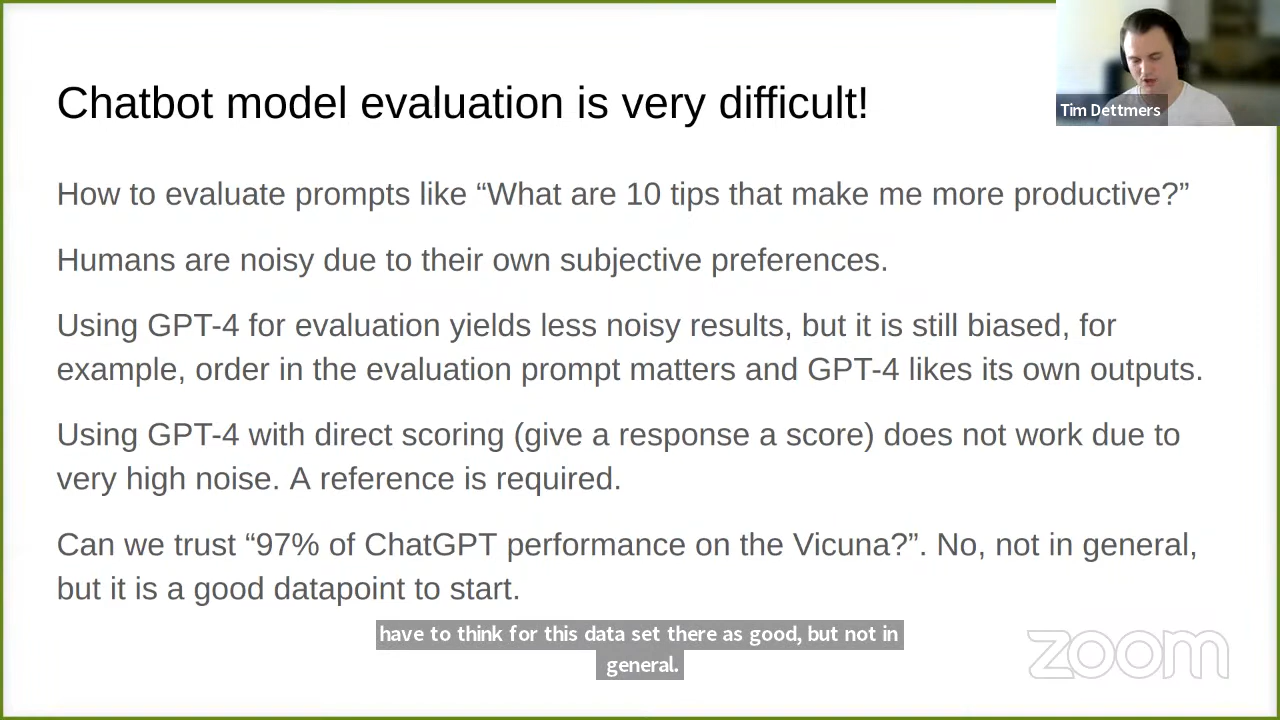 Chatbot model evaluation is very difficult!
Tim Dettmers
How to evaluate prompts like “What are 10 tips that make me more productive?”
Humans are noisy due to their own subjective preferences.
Using GPT-4 for evaluation yields less noisy results, but it is still biased, for
example, order in the evaluation prompt matters and GPT-4 likes its own outputs.
Using GPT-4 with direct scoring (give a response a score) does not work due to
very high noise. A reference is required.
Can we trust “97% of ChatGPT performance on the Vicuna?”. No, not in general,
but it is a good datapoint to start.
have to think for this data set there as good, but not in
general.
zoom